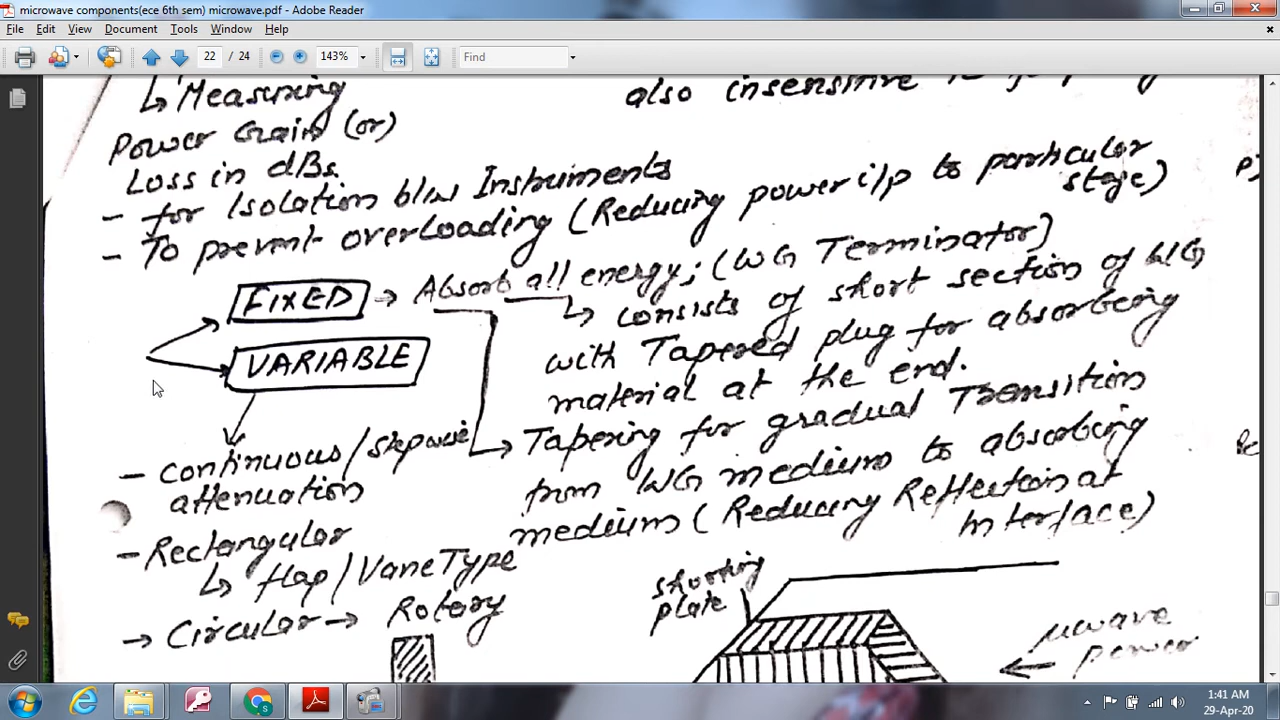 microwave components(ece 6th sem) microwave.pdf - Adobe Reader
File Edit View Document Tools Window Help
22 / 24 143% Find
↳ Measuring
Power Gain (or)
Loss in dBs.
also insensitive to
- for Isolation b/w Instruments
- To prevent overloading (Reducing power i/p to particular stage)
FIXED → Absorb all energy; (WG Terminator)
↳ consists of short section of WG
with Tapered plug for absorbing
material at the end.
VARIABLE
→ Tapering for gradual Transition
from WG medium to absorbing
medium (Reducing Reflection at
Interface)
- Continuous / stepwise
attenuation
- Rectangular
↳ flap / Vane Type
→ Circular → Rotory
shorting
plate
μwave
power
1:41 AM
29-Apr-20